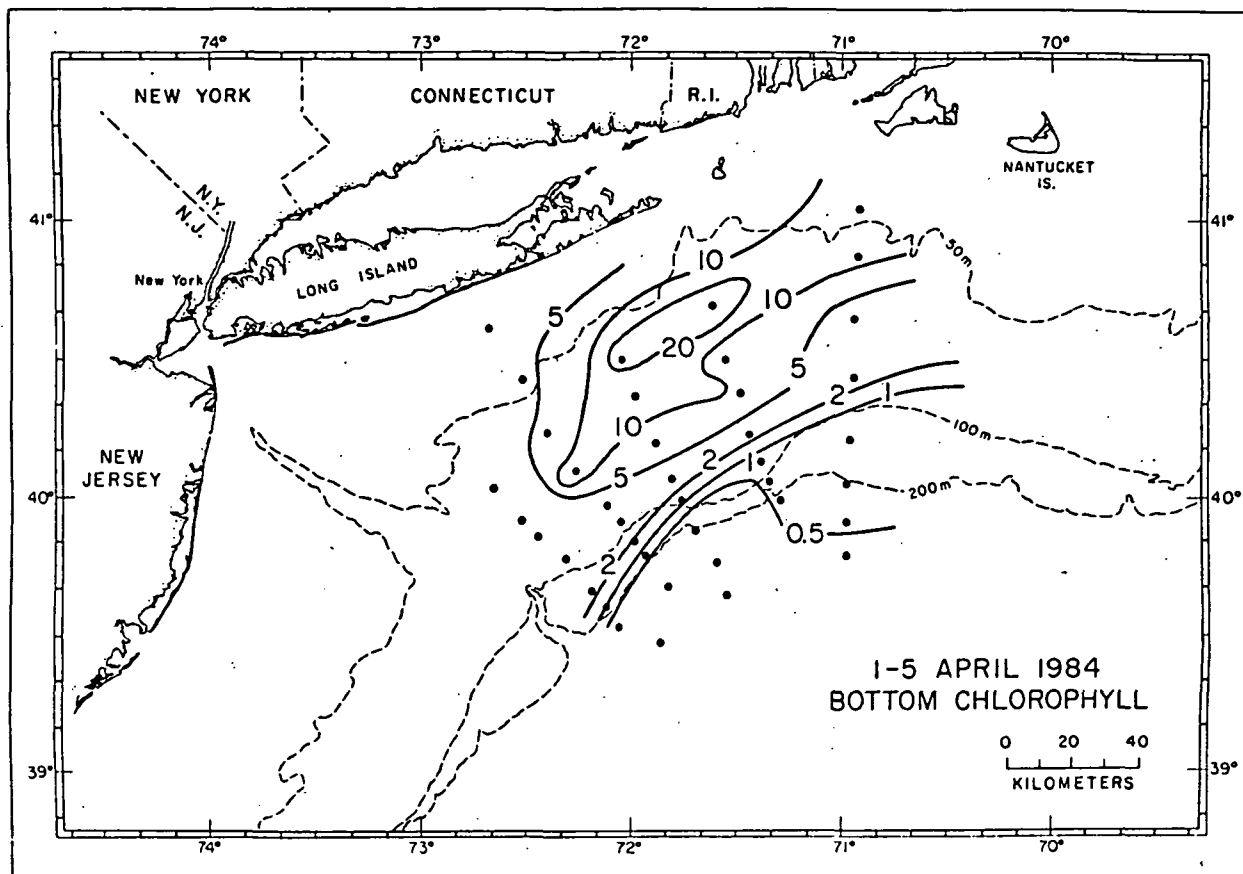 74° 73° 72° 71° 70°
NEW YORK CONNECTICUT R.I.
NANTUCKET
IS.
N.Y.
N.J.
41° 41°
New York
LONG ISLAND
50m
10
10
5
20
5
2
1
10
NEW
JERSEY
100m
5
2
1
200m
40° 40°
0.5
2
1-5 APRIL 1984
BOTTOM CHLOROPHYLL
0 20 40
KILOMETERS
39° 39°
74° 73° 72° 71° 70°